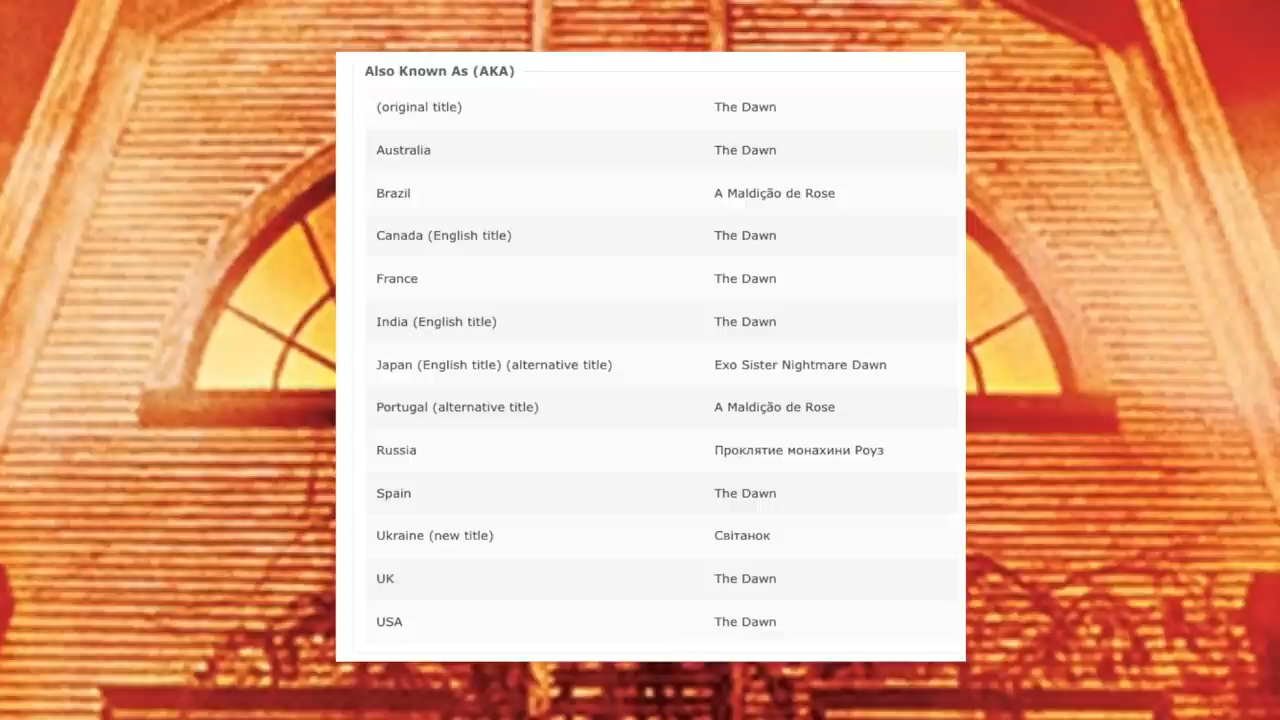 Also Known As (AKA)
(original title) The Dawn
Australia The Dawn
Brazil A Maldição de Rose
Canada (English title) The Dawn
France The Dawn
India (English title) The Dawn
Japan (English title) (alternative title) Exo Sister Nightmare Dawn
Portugal (alternative title) A Maldição de Rose
Russia Проклятие монахини Роуз
Spain The Dawn
Ukraine (new title) Світанок
UK The Dawn
USA The Dawn